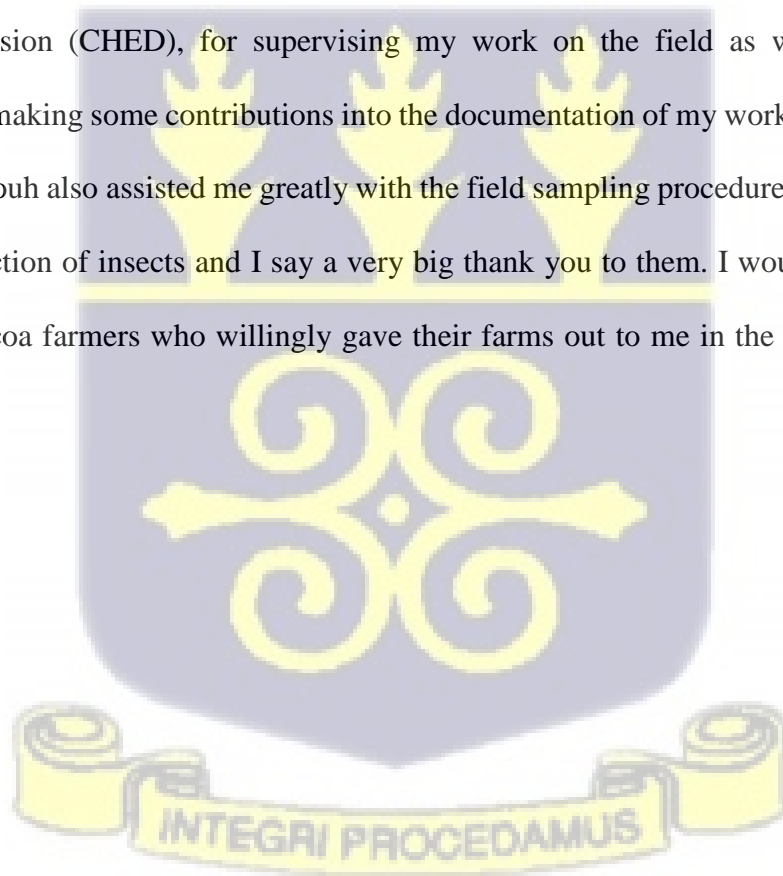 sion (CHED), for supervising my work on the field as w
making some contributions into the documentation of my work
ouh also assisted me greatly with the field sampling procedure
ction of insects and I say a very big thank you to them. I wou
coa farmers who willingly gave their farms out to me in the
INTEGRI PROCEDAMUS